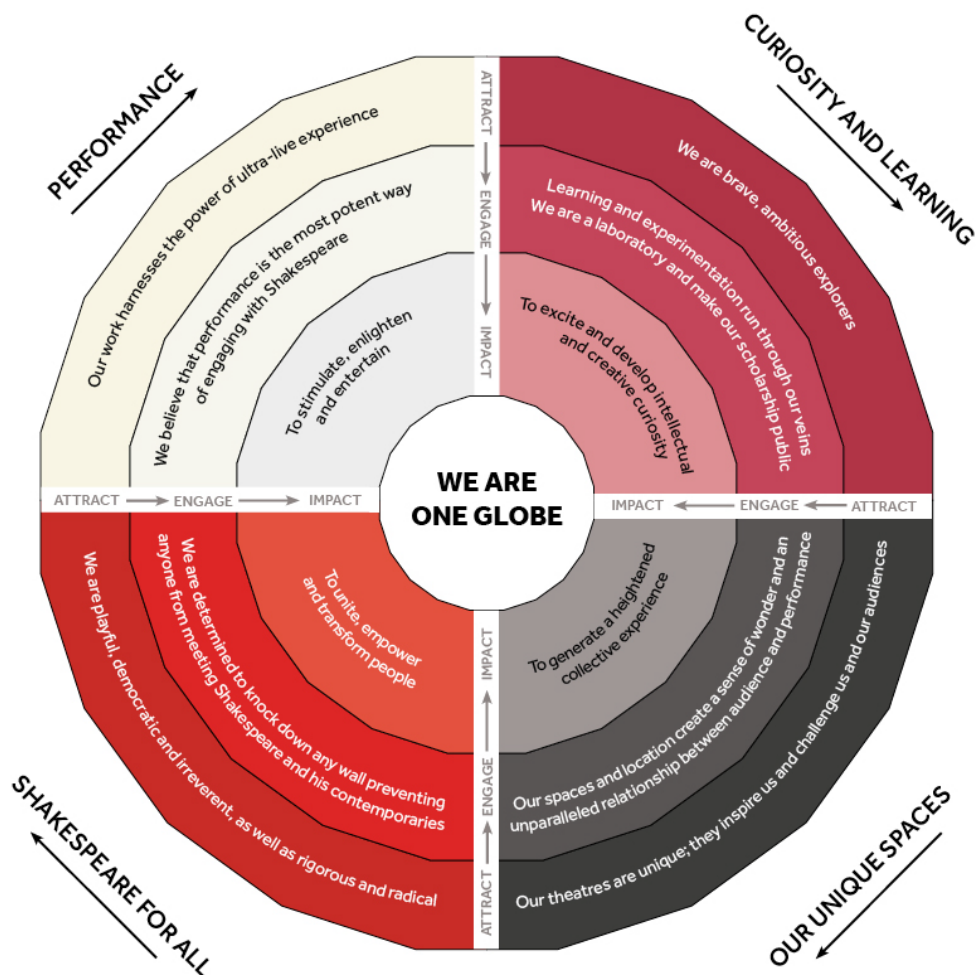 PERFORMANCE
Our work harnesses the power of ultra-live experience
We believe that performance is the most potent way
of engaging with Shakespeare
To stimulate, enlighten
and entertain
CURIOSITY AND LEARNING
We are brave, ambitious explorers
Learning and experimentation run through our veins
We are a laboratory and make our scholarship public
To excite and develop intellectual
and creative curiosity
ATTRACT
ENGAGE
IMPACT
ATTRACT
ENGAGE
IMPACT
WE ARE
ONE GLOBE
IMPACT
ENGAGE
ATTRACT
SHAKESPEARE FOR ALL
We are playful, democratic and irreverent, as well as rigorous and radical
We are determined to knock down any wall preventing
anyone from meeting Shakespeare and his contemporaries
To unite, empower
and transform people
IMPACT
ENGAGE
ATTRACT
To generate a heightened
collective experience
Our spaces and location create a sense of wonder and an
unparalleled relationship between audience and performance
Our theatres are unique; they inspire us and challenge us and our audiences
OUR UNIQUE SPACES